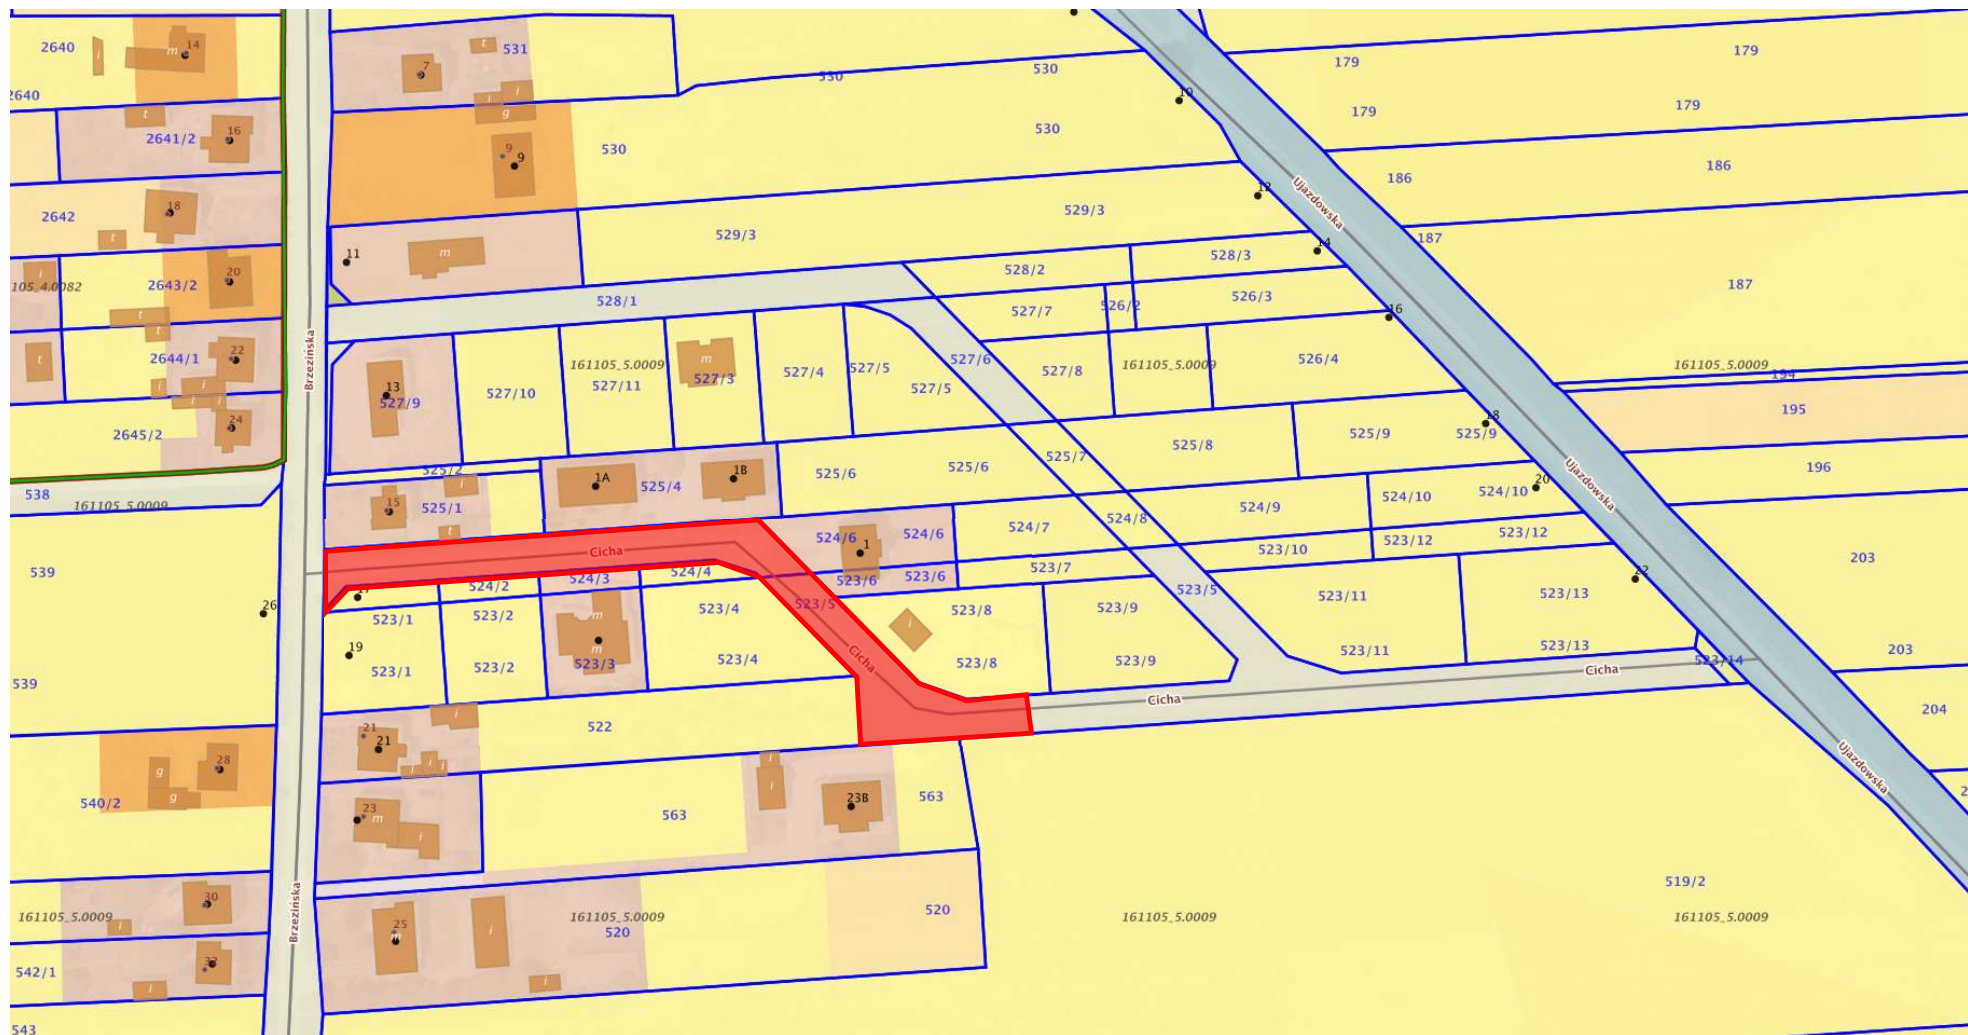 2640
i
m
14
t
531
7
i
i
g
530
530
179
179
2640
10
179
179
t
2641/2
16
530
530
9
9
186
186
18
2642
t
12
Ujazdowska
529/3
529/3
187
11
m
14
528/2
528/3
i
20
2643/2
105_4.0082
187
528/1
527/7
526/2
526/3
16
t
t
Brzezińska
2644/1
22
t
i
i
i
i
161105_5.0009
m
527/3
527/11
527/10
13
527/9
527/4
527/5
527/5
527/6
527/8
161105_5.0009
526/4
161105_5.0009
194
195
24
2645/2
18
525/9
525/9
525/8
525/7
525/6
525/6
525/2
196
Ujazdowska
538
161105_5.0009
i
15
525/1
t
1A
525/4
1B
524/10
524/10
20
524/9
524/8
524/7
523/12
523/12
523/10
524/6
524/6
1
Cicha
539
203
524/4
524/3
524/2
17
523/6
523/6
523/7
523/5
523/5
22
26
523/1
523/2
m
523/4
523/8
523/9
523/11
523/13
i
19
m
523/1
523/2
523/3
523/4
Cicha
523/8
523/9
523/11
523/13
523/14
203
539
Cicha
Cicha
204
i
21
21
i
i
i
522
Ujazdowska
g
28
g
540/2
i
i
23B
563
563
23
m
i
519/2
Brzezińska
30
i
161105_5.0009
161105_5.0009
161105_5.0009
161105_5.0009
25
m
i
520
520
i
542/1
i
543